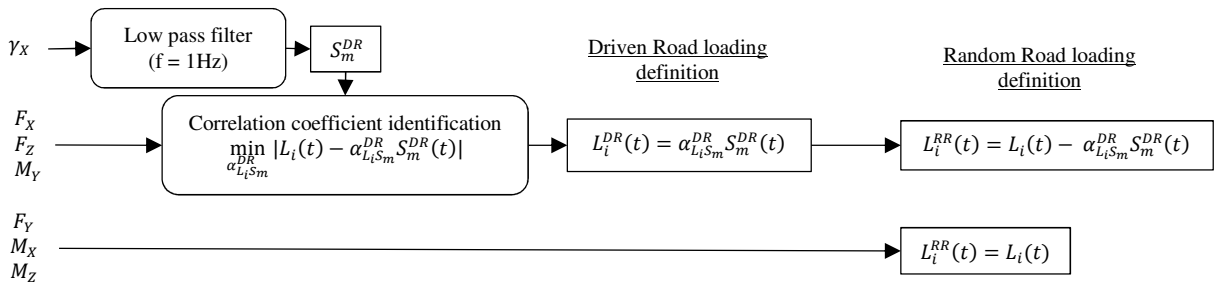 γ_X
Low pass filter
(f = 1Hz)
S_m^{DR}
Driven Road loading
definition
Random Road loading
definition
F_X
F_Z
M_Y
Correlation coefficient identification
min |L_i(t) − α_{L_iS_m}^{DR} S_m^{DR}(t)|
α_{L_iS_m}^{DR}
L_i^{DR}(t) = α_{L_iS_m}^{DR} S_m^{DR}(t)
L_i^{RR}(t) = L_i(t) − α_{L_iS_m}^{DR} S_m^{DR}(t)
F_Y
M_X
M_Z
L_i^{RR}(t) = L_i(t)